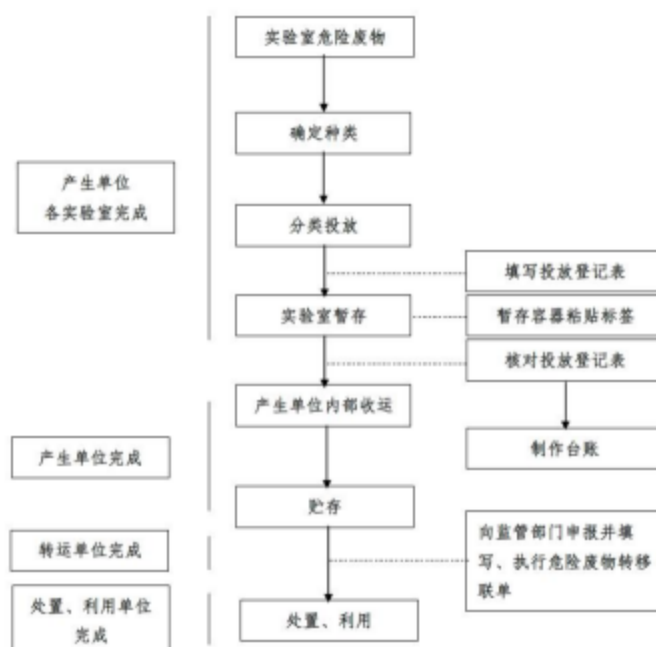 实验室危险废物
确定种类
产生单位
各实验室完成
分类投放
填写投放登记表
实验室暂存
暂存容器粘贴标签
核对投放登记表
产生单位内部收运
制作台账
产生单位完成
贮存
向监管部门申报并填
写、执行危险废物转移
联单
转运单位完成
处置、利用单位
完成
处置、利用